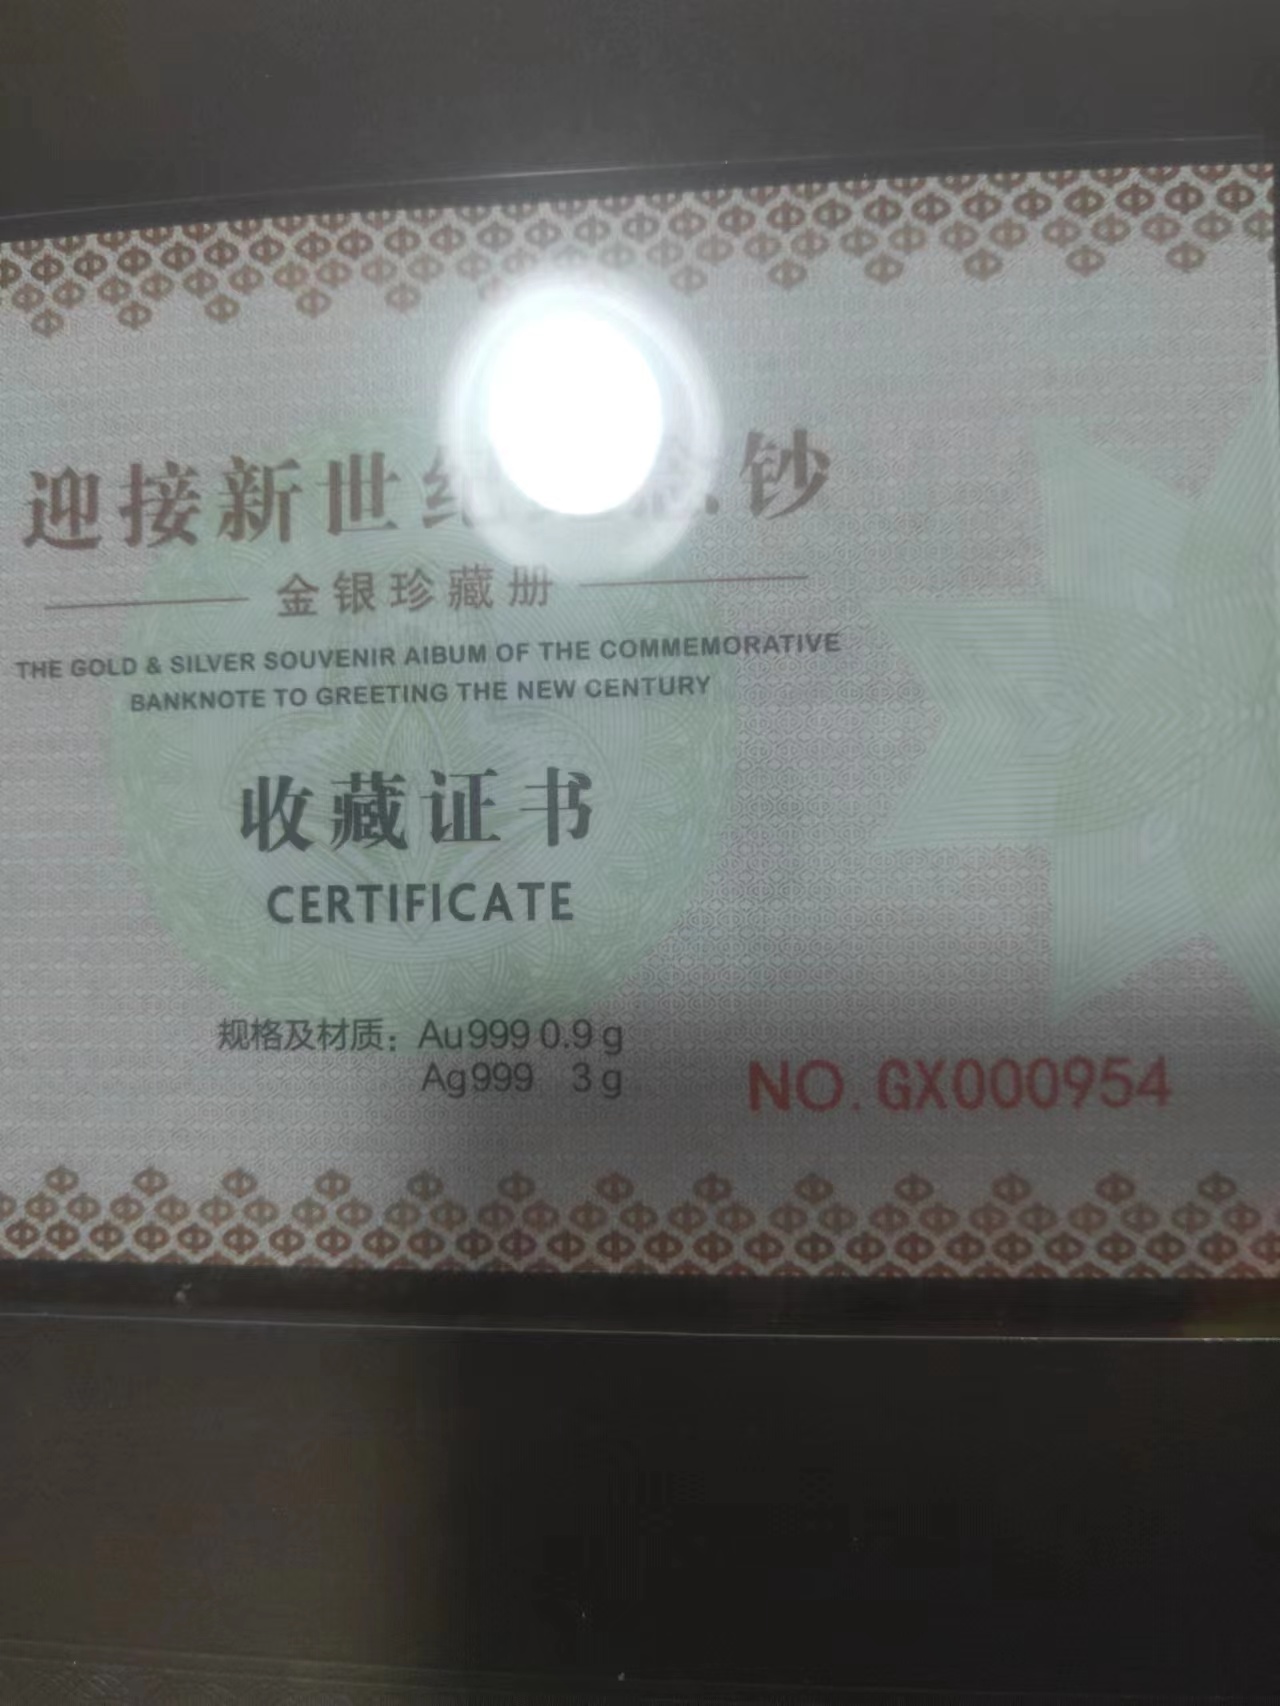 迎接新世纪 钞
金银珍藏册
THE GOLD & SILVER SOUVENIR AIBUM OF THE COMMEMORATIVE
BANKNOTE TO GREETING THE NEW CENTURY
收藏证书
CERTIFICATE
规格及材质：Au999 0.9 g
Ag999 3 g
NO. GX000954